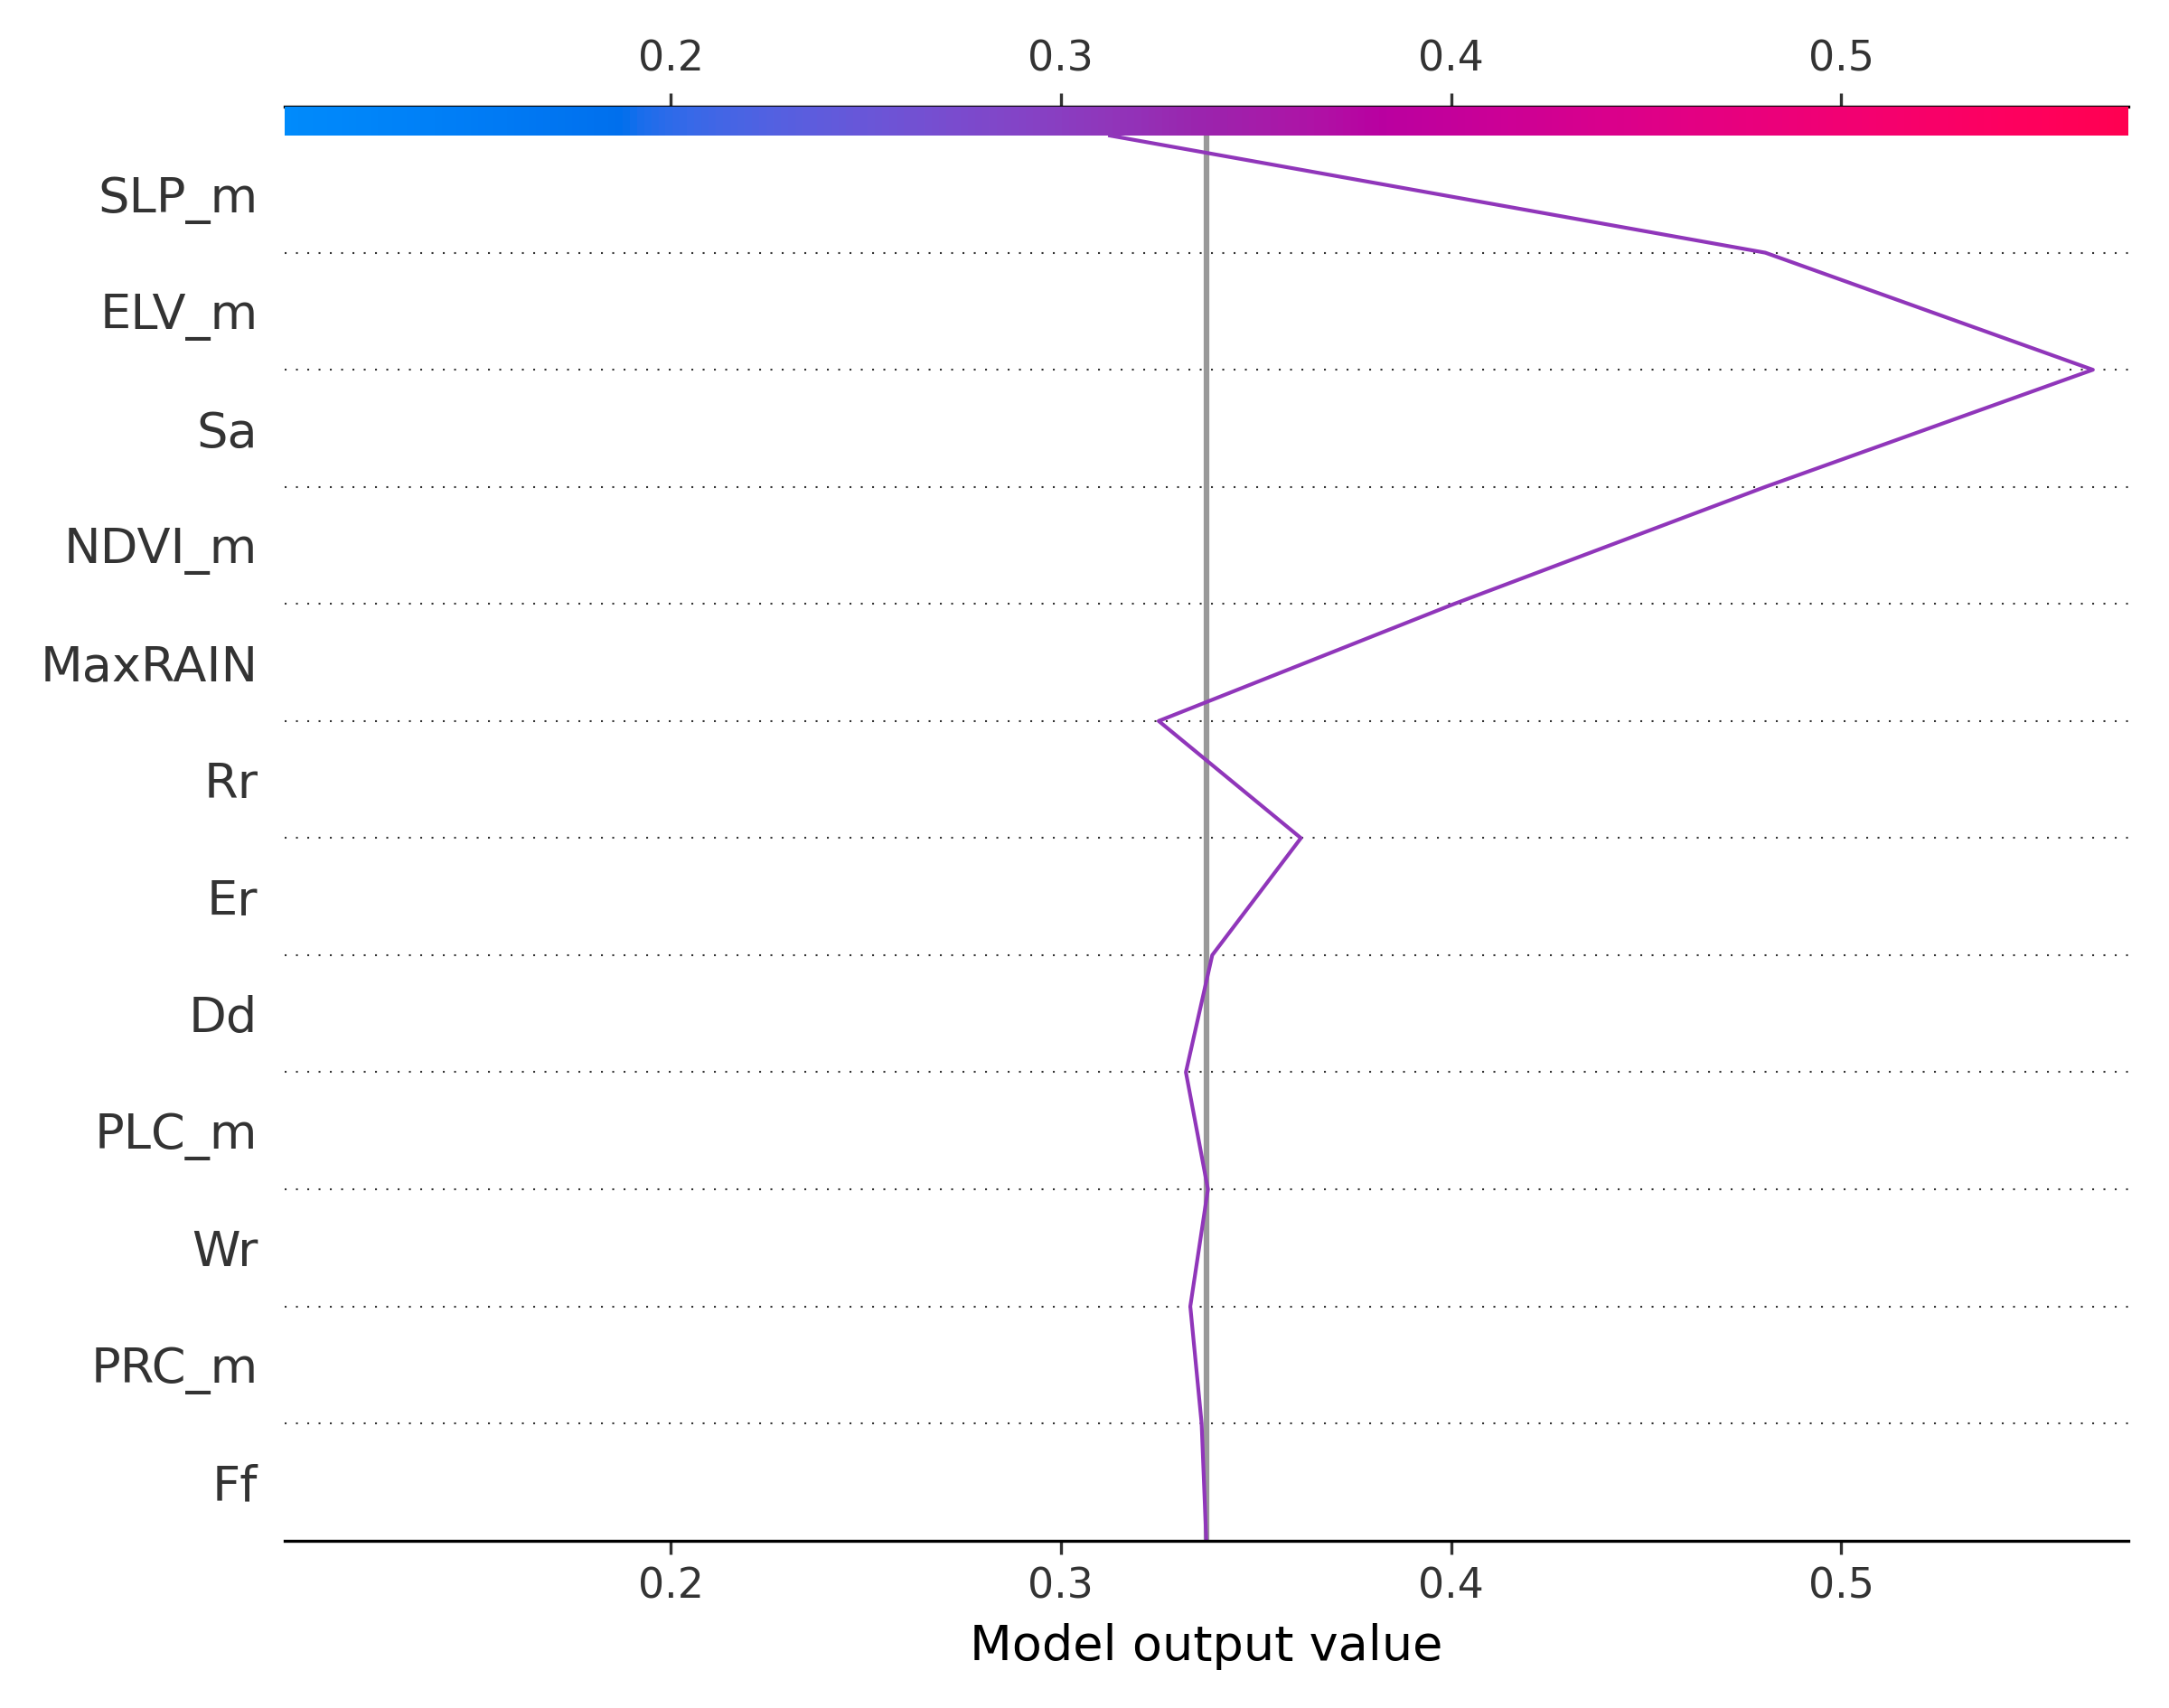 0.2 0.3 0.4 0.5
SLP_m
ELV_m
Sa
NDVI_m
MaxRAIN
Rr
Er
Dd
PLC_m
Wr
PRC_m
Ff
0.2 0.3 0.4 0.5
Model output value